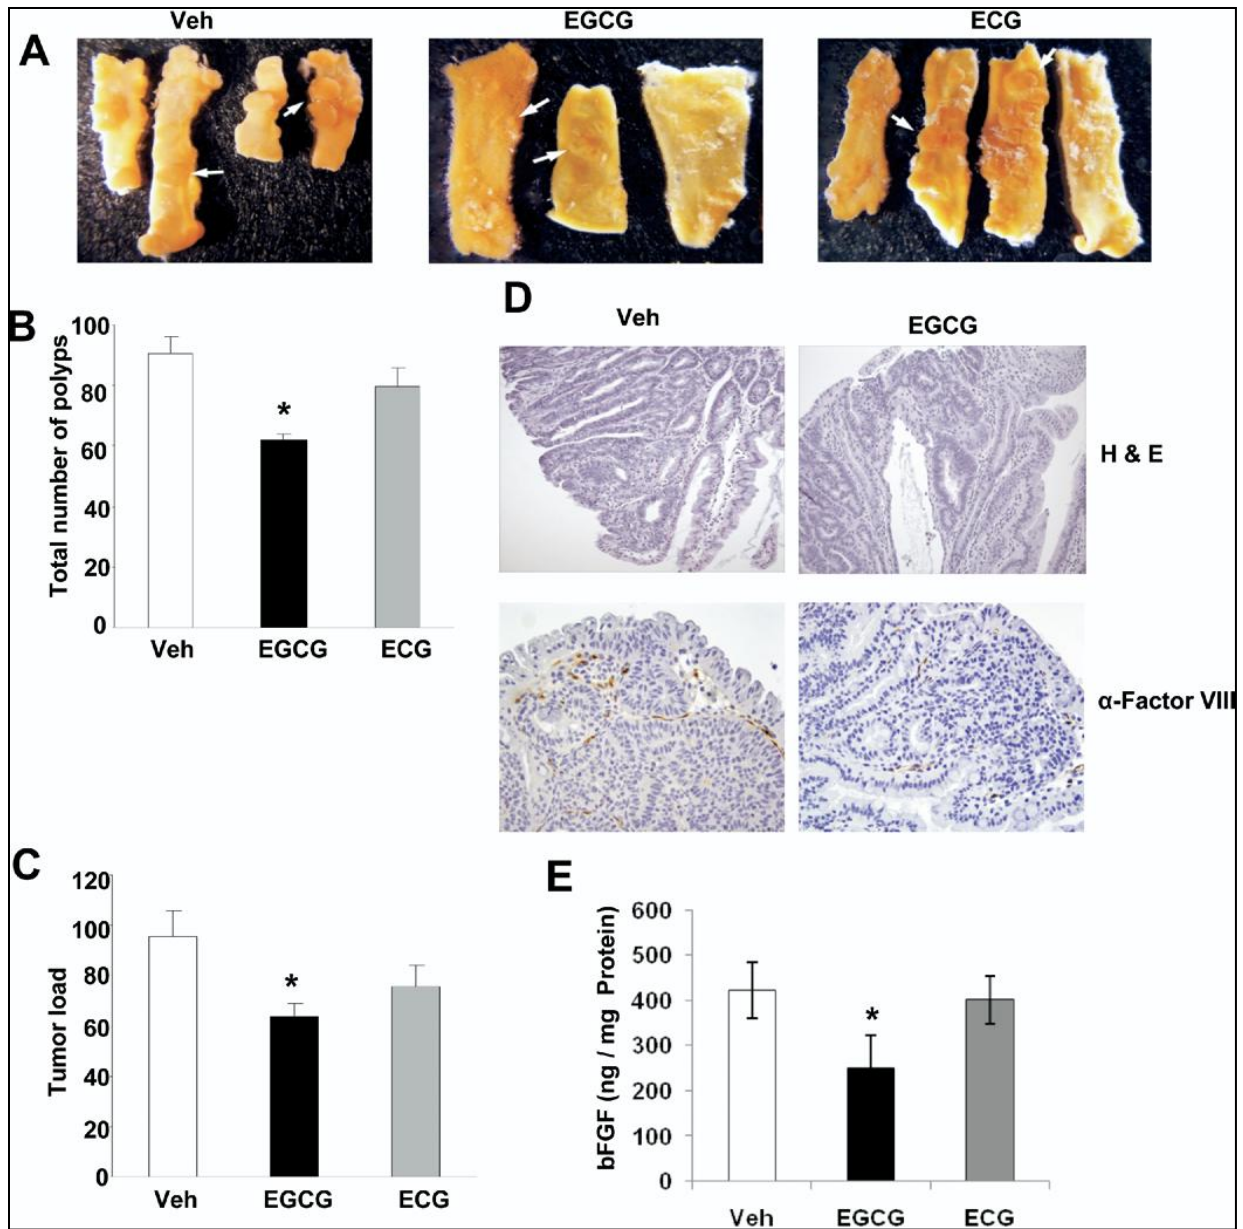 A
Veh
EGCG
ECG
B
Total number of polyps
100
80
60
40
20
0
*
Veh
EGCG
ECG
D
Veh
EGCG
H & E
α-Factor VIII
C
Tumor load
120
100
80
60
40
20
0
*
Veh
EGCG
ECG
E
bFGF (ng / mg Protein)
600
500
400
300
200
100
0
*
Veh
EGCG
ECG